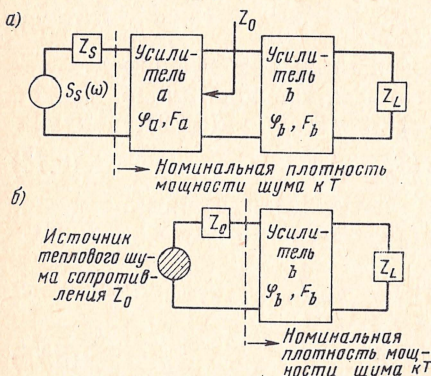 а)
Z_S
S_S(ω)
Усили-
тель
a
φ_a, F_a
Z_0
Усили-
тель
b
φ_b, F_b
Z_L
Номинальная плотность
мощности шума кТ
б)
Источник
теплового шу-
ма сопротив-
ления Z_0
Z_0
Усили-
тель
b
φ_b, F_b
Z_L
Номинальная
плотность мощ-
ности шума кТ